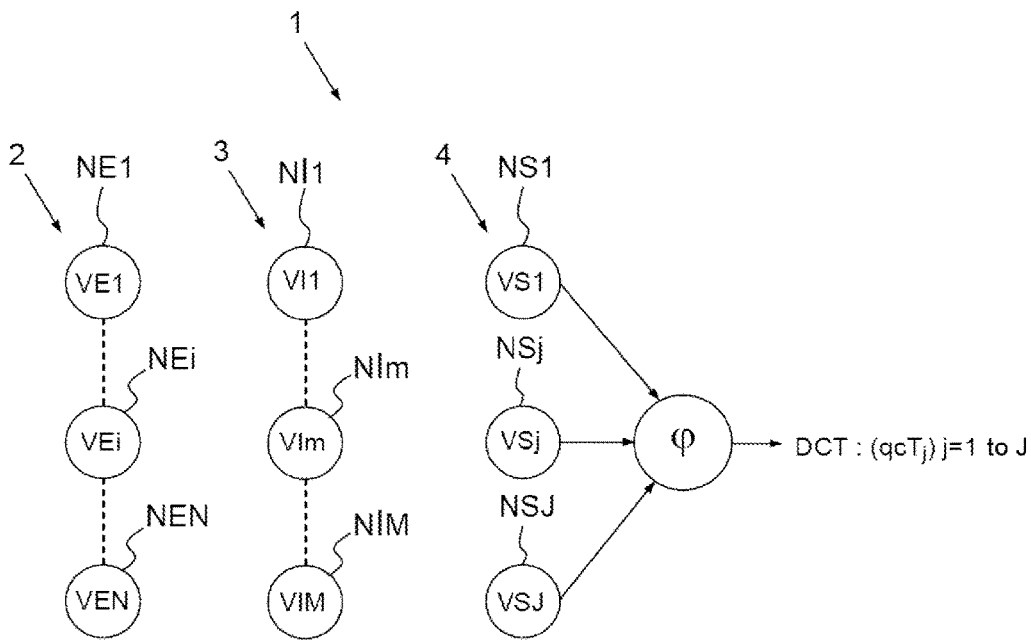 1
2
NE1
3
NI1
4
NS1
VE1
VI1
VS1
NEi
NIm
NSj
VEi
VIm
VSj
φ
DCT : (qcTj) j=1 to J
NEN
NIM
NSJ
VEN
VIM
VSJ